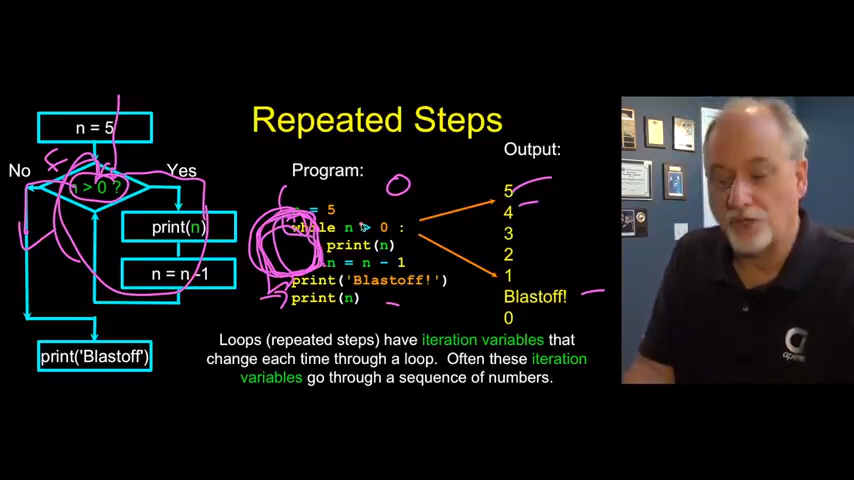 Repeated Steps
n = 5
No
Yes
n > 0 ?
print(n)
n = n -1
print('Blastoff')
Program:
n = 5
while n > 0 :
print(n)
n = n - 1
print('Blastoff!')
print(n)
0
Output:
5
4
3
2
1
Blastoff!
0
Loops (repeated steps) have iteration variables that
change each time through a loop. Often these iteration
variables go through a sequence of numbers.